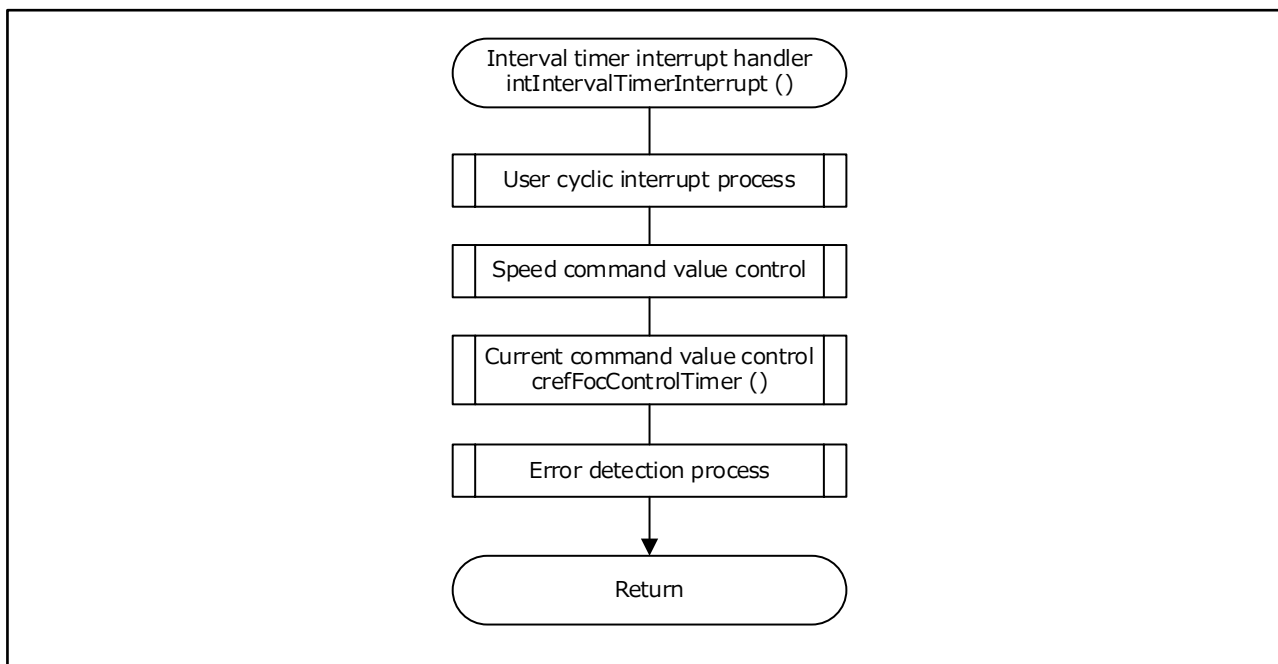 Interval timer interrupt handler
intIntervalTimerInterrupt ()
User cyclic interrupt process
Speed command value control
Current command value control
crefFocControlTimer ()
Error detection process
Return